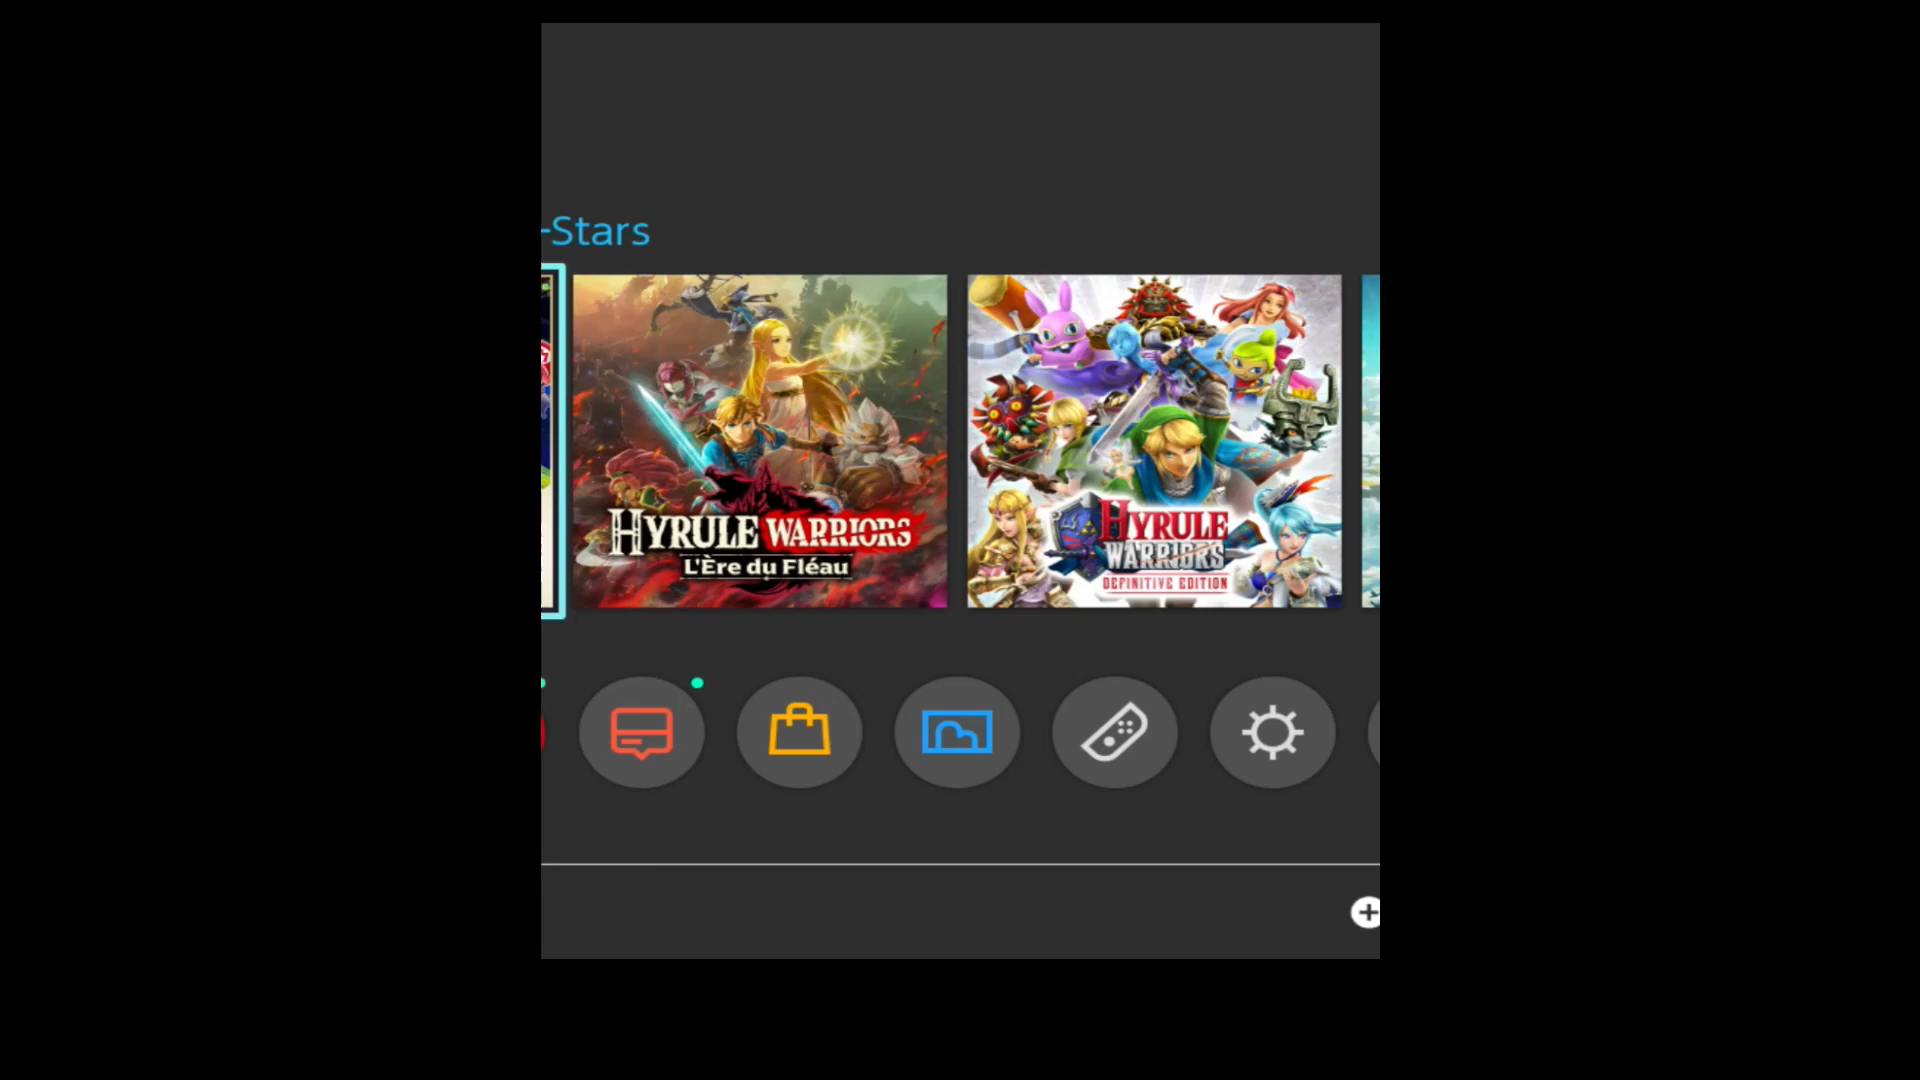 -Stars
HYRULE WARRIORS
L'Ère du Fléau
HYRULE
WARRIORS
DEFINITIVE EDITION